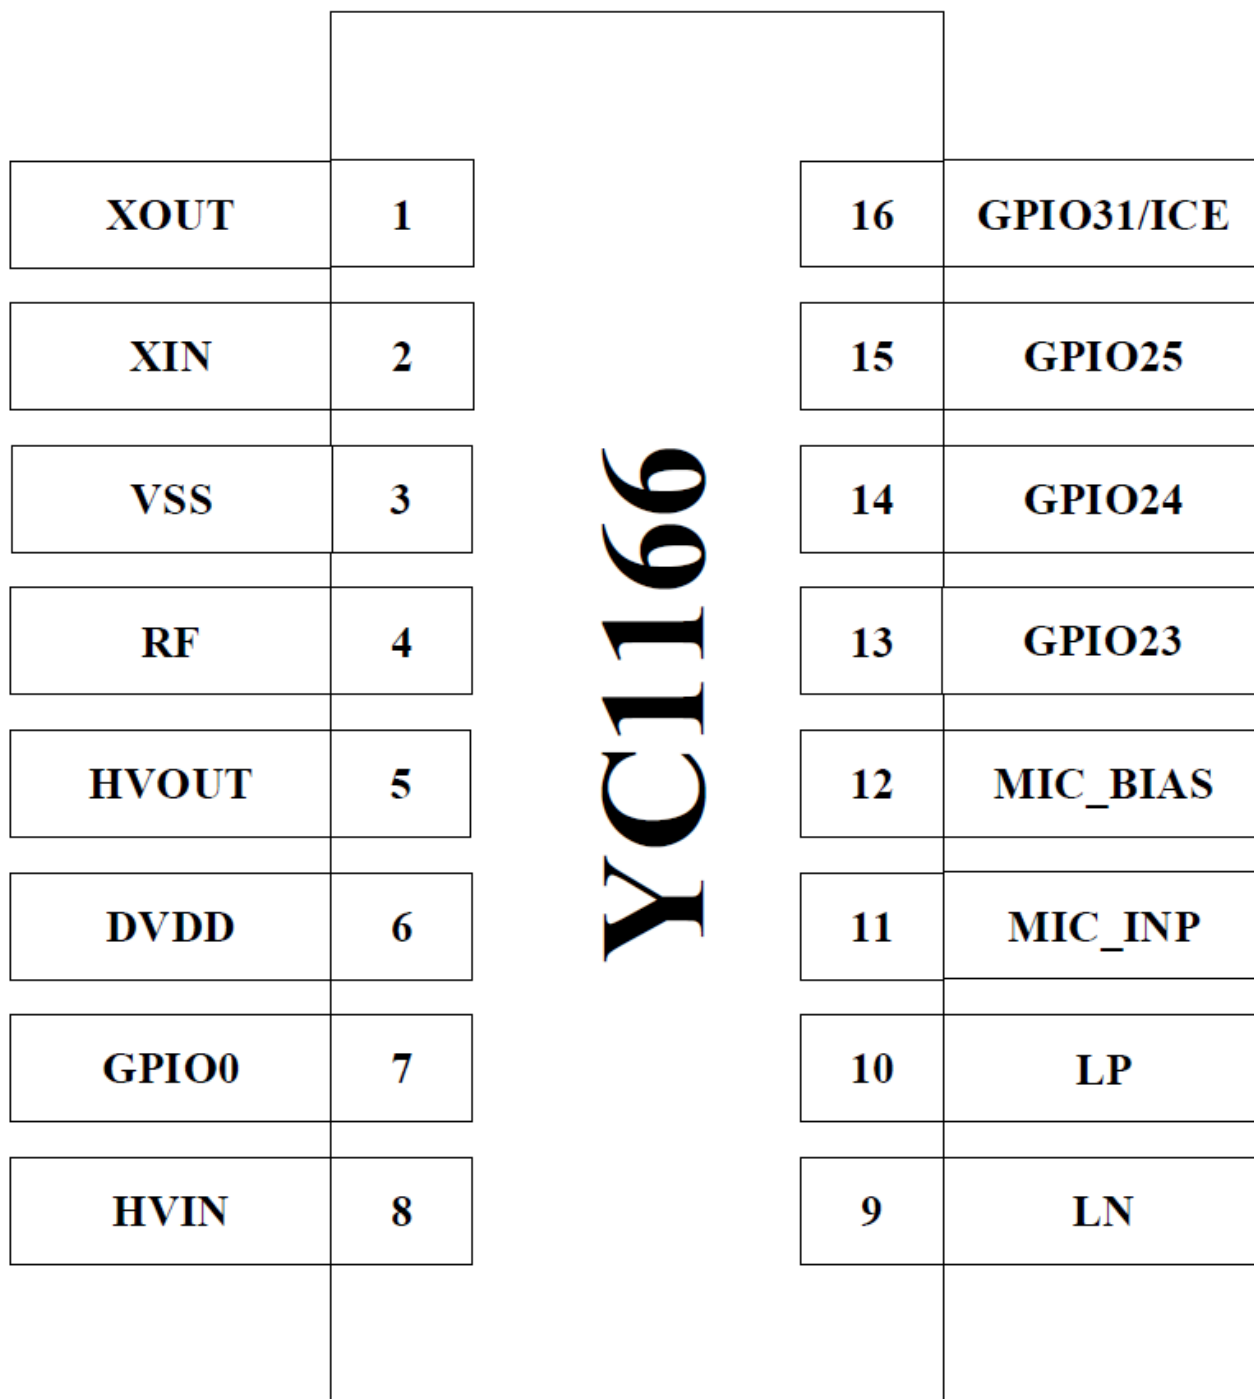 XOUT 1 16 GPIO31/ICE
XIN 2 15 GPIO25
VSS 3 14 GPIO24
RF 4 13 GPIO23
HVOUT 5 12 MIC_BIAS
DVDD 6 11 MIC_INP
GPIO0 7 10 LP
HVIN 8 9 LN
YC1166